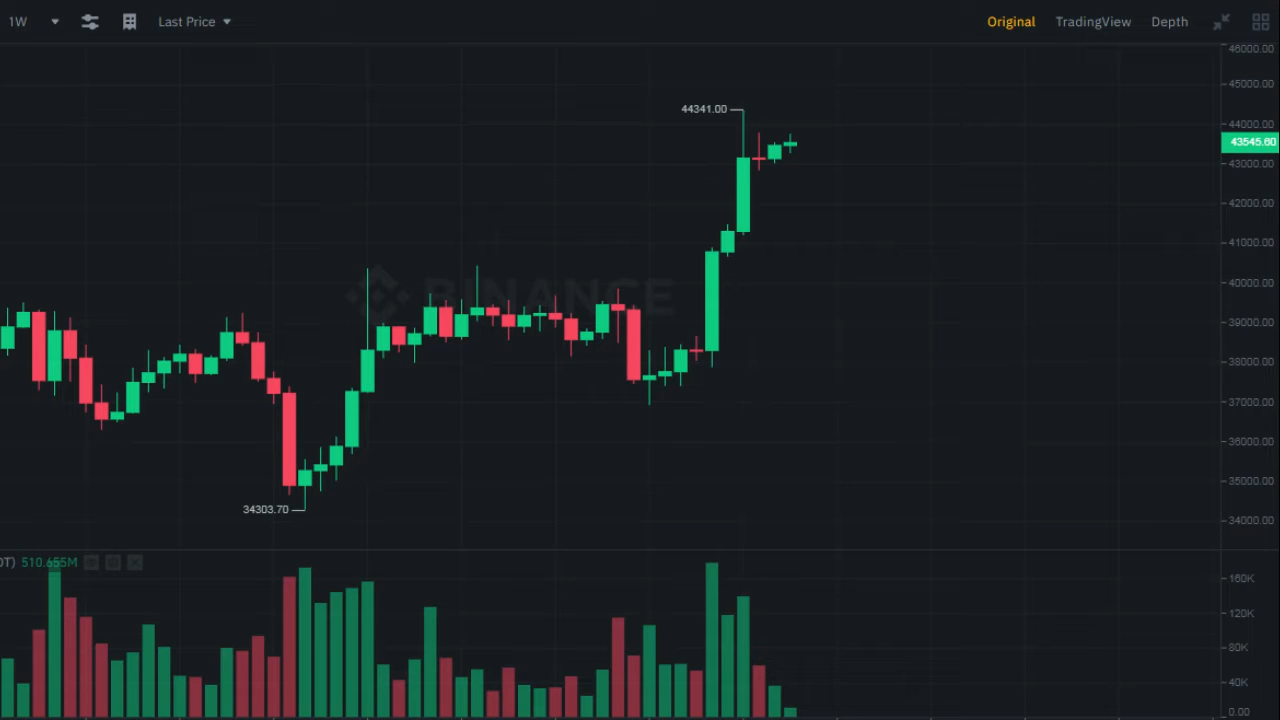 1W Last Price Original TradingView Depth
46000.00
45000.00
44341.00
44000.00
43545.60
43000.00
42000.00
41000.00
40000.00
BINANCE
39000.00
38000.00
37000.00
36000.00
35000.00
34303.70
34000.00
DT) 510.655M
160K
120K
80K
40K
0.00